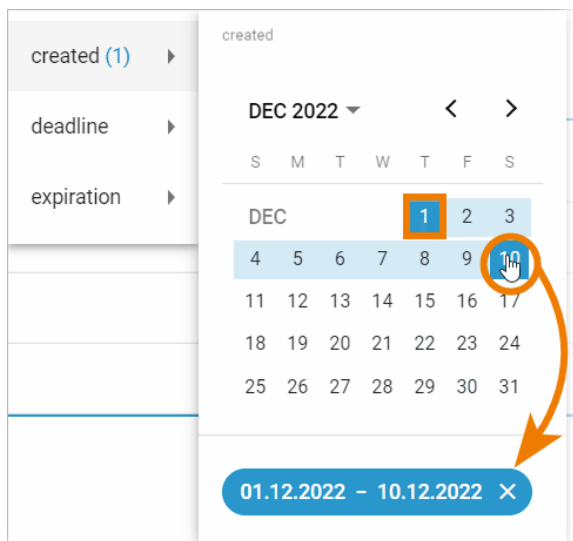 created (1)
deadline
expiration
created
DEC 2022
S M T W T F S
DEC 1 2 3
4 5 6 7 8 9 10
11 12 13 14 15 16 17
18 19 20 21 22 23 24
25 26 27 28 29 30 31
01.12.2022 – 10.12.2022